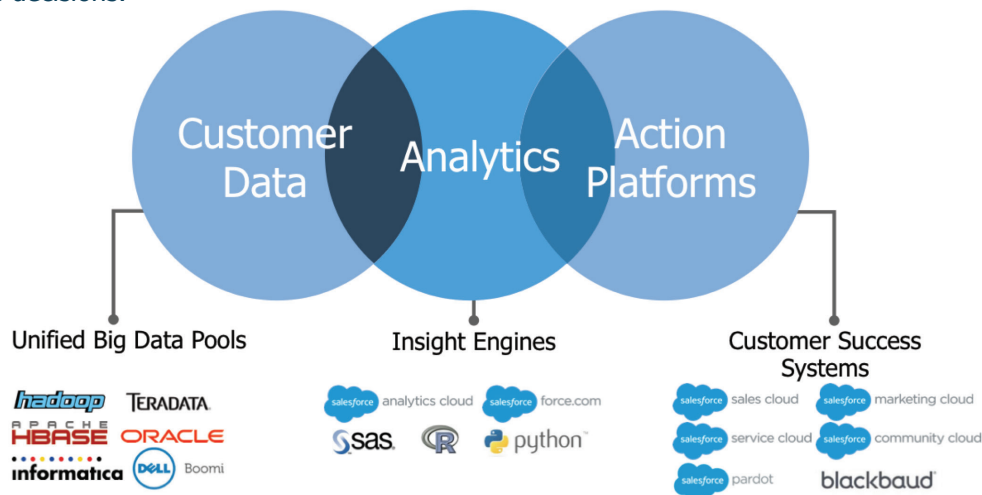 decisions.
Customer
Data
Analytics
Action
Platforms
Unified Big Data Pools
Insight Engines
Customer Success
Systems
hadoop
TERADATA.
APACHE
HBASE
ORACLE
informatica
DELL Boomi
salesforce analytics cloud
salesforce force.com
sas.
R
python™
salesforce sales cloud
salesforce marketing cloud
salesforce service cloud
salesforce community cloud
salesforce pardot
blackbaud